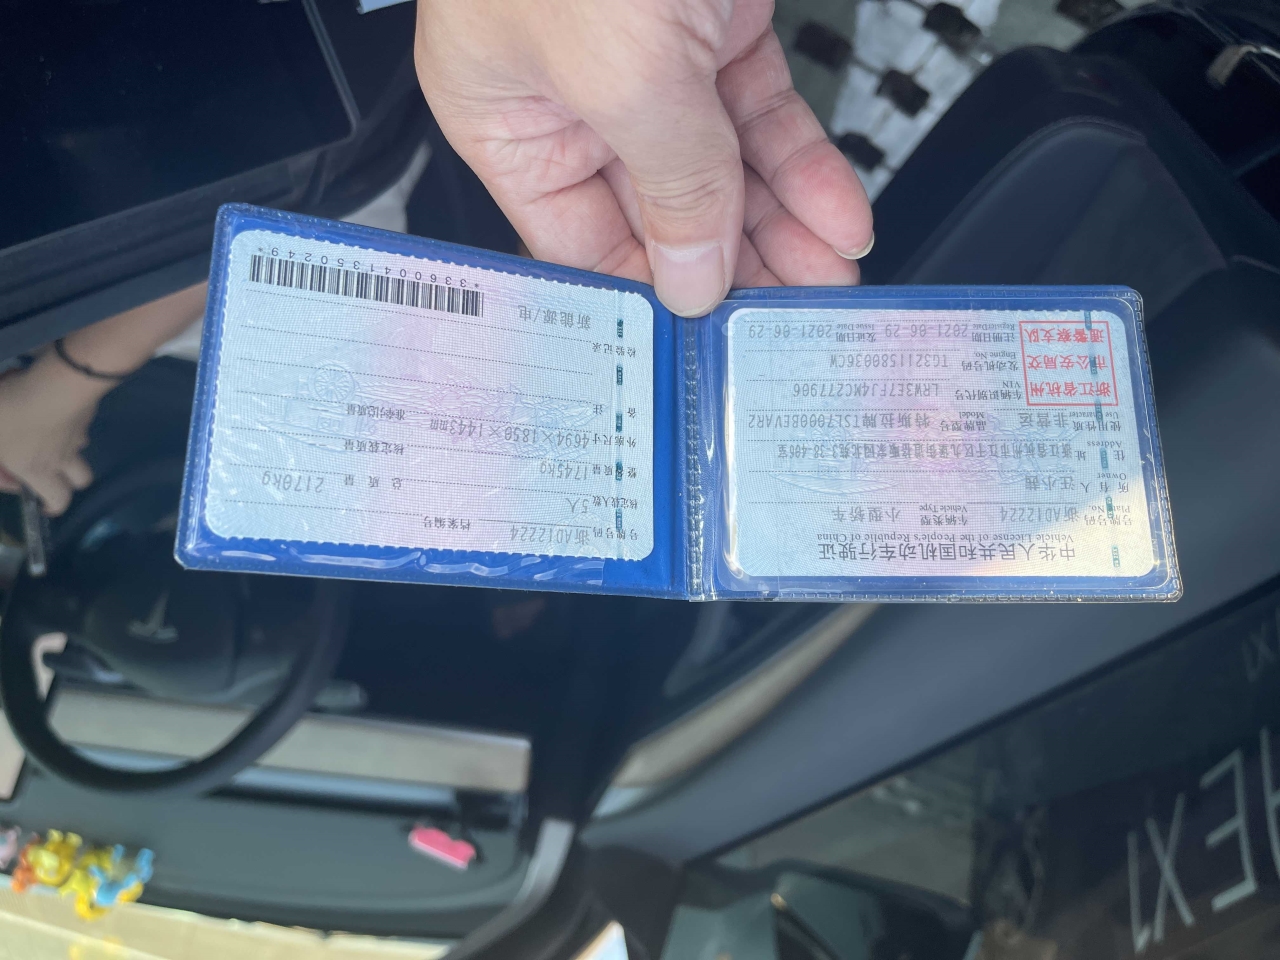 中华人民共和国机动车行驶证
Vehicle License of the People's Republic of China
号牌号码 浙AD12224 车辆类型 小型轿车
Plate No. Vehicle Type
所有人 汪小茜
Owner
住址
Address
使用性质 非营运 品牌型号 特斯拉牌TSL7000BEVAR2
Use Character Model
浙江省杭州市公安局交通警察支队
车辆识别代号 LRW3E7FJ4MC277906
VIN
发动机号码 TG3211580036CW
Engine No.
注册日期 2021-06-29 发证日期 2021-06-29
Register Date Issue Date
号牌号码 浙AD12224 档案编号
核定载人数 5人 总质量 2170kg
整备质量 1745kg 核定载质量
外廓尺寸 4694×1850×1443mm 准牵引总质量
备注
检验记录
新能源/电
*3360041350249*